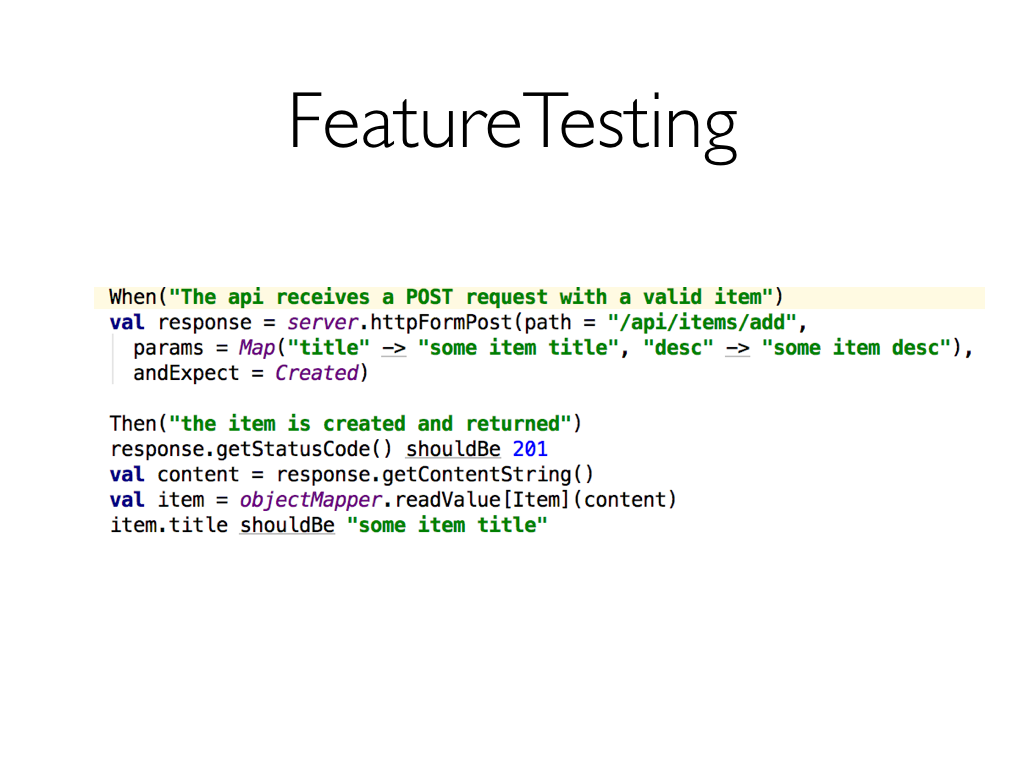 Feature Testing
When("The api receives a POST request with a valid item")
val response = server.httpFormPost(path = "/api/items/add",
params = Map("title" -> "some item title", "desc" -> "some item desc"),
andExpect = Created)
Then("the item is created and returned")
response.getStatusCode() shouldBe 201
val content = response.getContentString()
val item = objectMapper.readValue[Item](content)
item.title shouldBe "some item title"